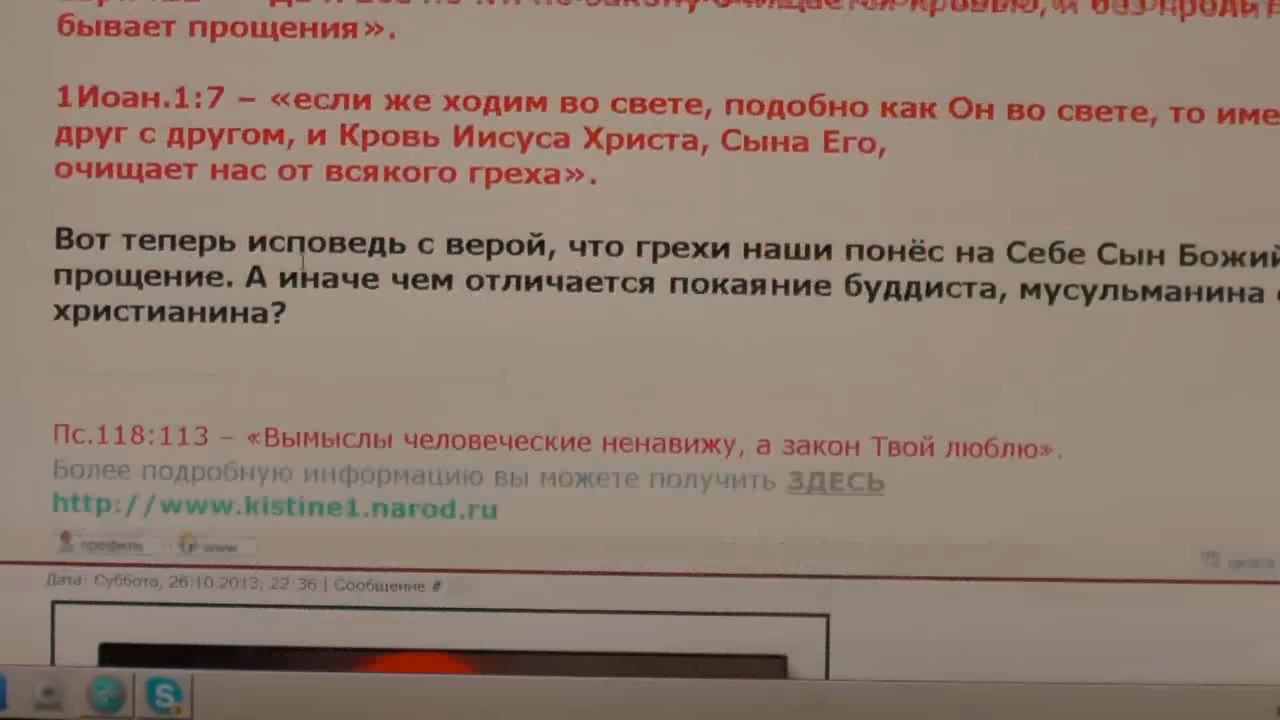 бывает прощения».
1Иоан.1:7 – «если же ходим во свете, подобно как Он во свете, то име
друг с другом, и Кровь Иисуса Христа, Сына Его,
очищает нас от всякого греха».
Вот теперь исповедь с верой, что грехи наши понёс на Себе Сын Божий
прощение. А иначе чем отличается покаяние буддиста, мусульманина
христианина?
Пс.118:113 – «Вымыслы человеческие ненавижу, а закон Твой люблю».
Более подробную информацию вы можете получить ЗДЕСЬ
http://www.kistine1.narod.ru
профиль www
Дата: Суббота, 26.10.2013, 22:36 | Сообщение #